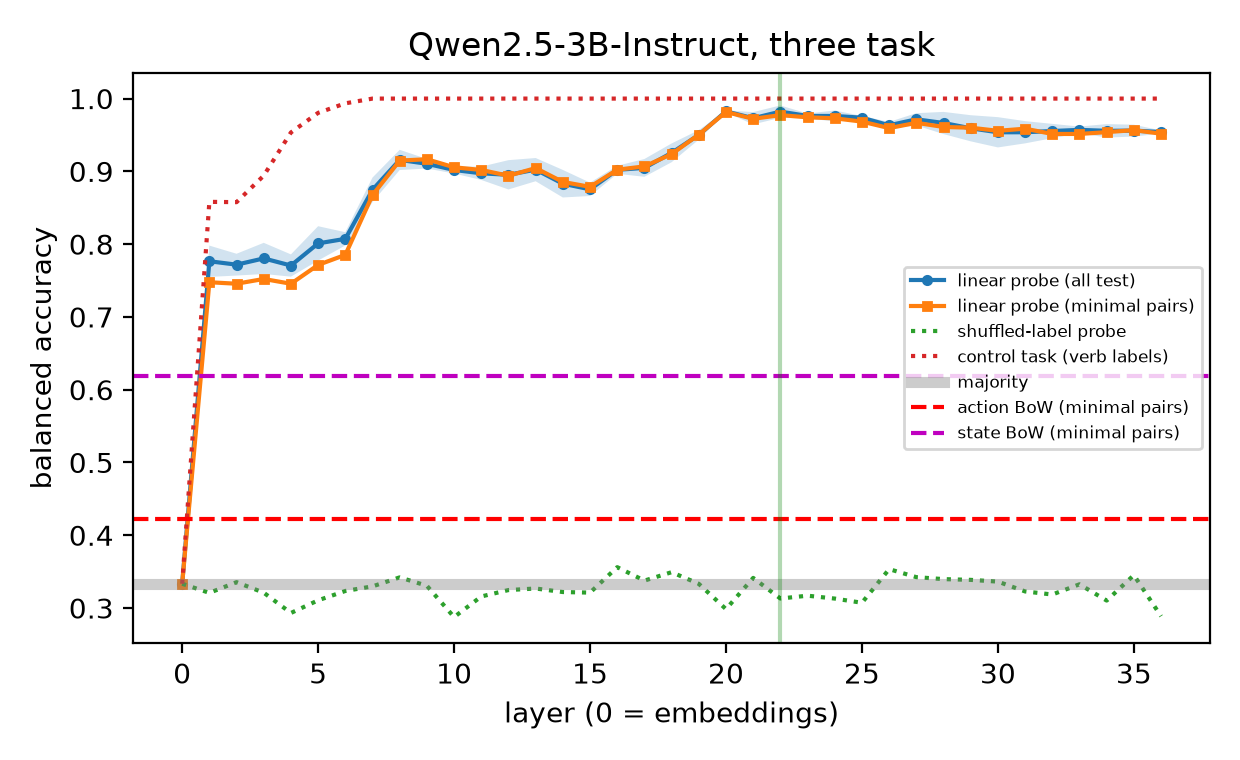 Qwen2.5-3B-Instruct, three task
balanced accuracy
1.0
0.9
0.8
0.7
0.6
0.5
0.4
0.3
linear probe (all test)
linear probe (minimal pairs)
shuffled-label probe
control task (verb labels)
majority
action BoW (minimal pairs)
state BoW (minimal pairs)
0 5 10 15 20 25 30 35
layer (0 = embeddings)